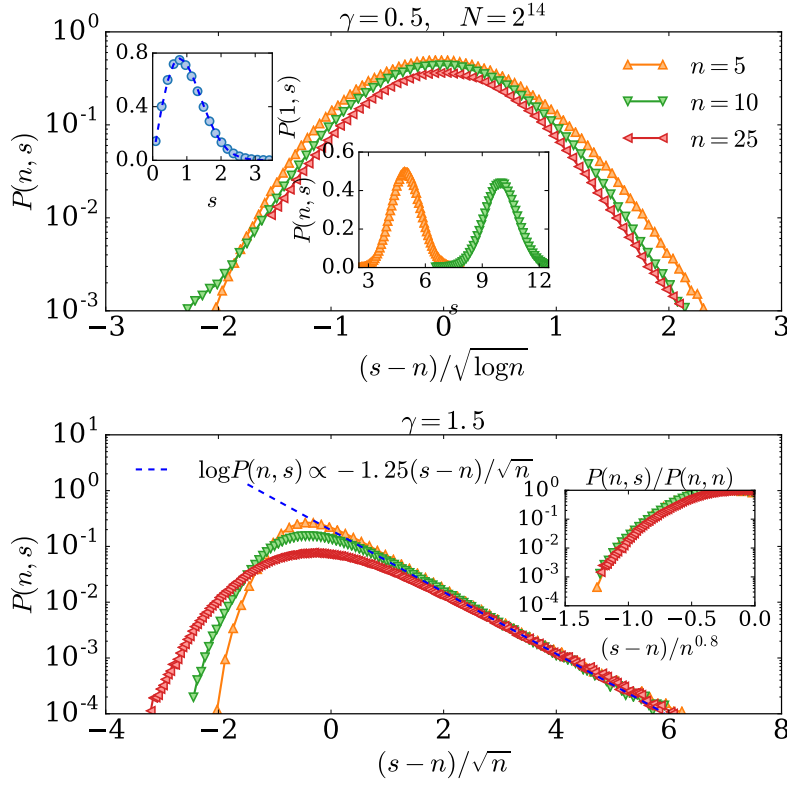 γ = 0.5, N = 2^14
10^0
10^-1
10^-2
10^-3
P(n, s)
0.8
0.4
0.0
0 1 2 3
s
P(1, s)
n = 5
n = 10
n = 25
0.6
0.4
0.2
0.0
P(n, s)
3 6 9 12
s
−3 −2 −1 0 1 2 3
(s − n)/√log n
γ = 1.5
10^1
10^0
10^-1
10^-2
10^-3
10^-4
P(n, s)
log P(n, s) ∝ −1.25(s − n)/√n
P(n, s)/P(n, n)
10^0
10^-1
10^-2
10^-3
10^-4
−1.5 −1.0 −0.5 0.0
(s − n)/n^0.8
−4 −2 0 2 4 6 8
(s − n)/√n